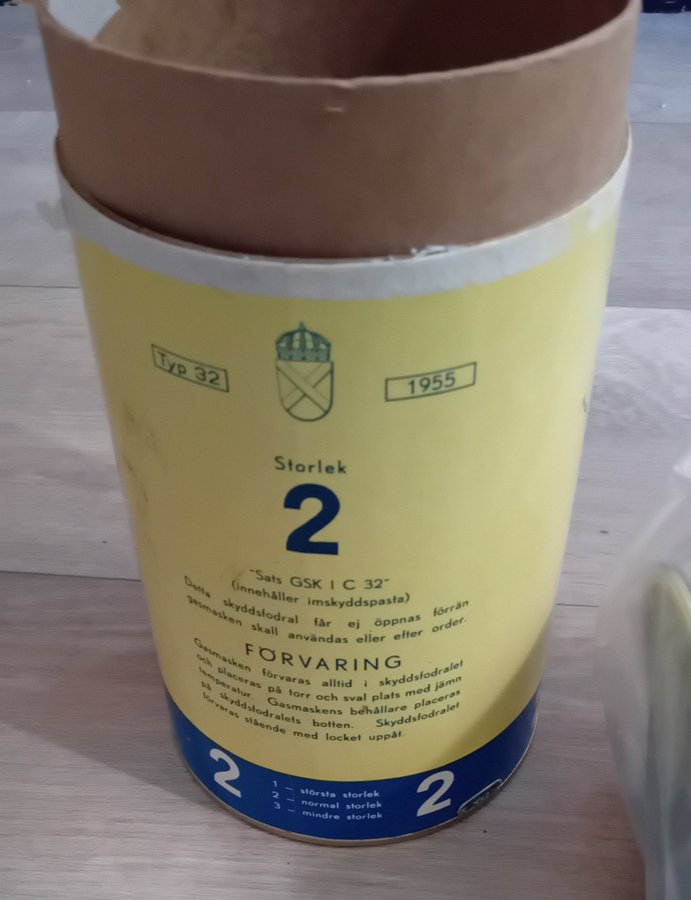 Typ 32
1955
Storlek
2
"Sats GSK I C 32"
(innehåller imskyddspasta)
Detta skyddsfodral får ej öppnas förrän
gasmasken skall användas eller efter order.
FÖRVARING
Gasmasken förvaras alltid i skyddsfodralet
och placeras på torr och sval plats med jämn
temperatur. Gasmaskens behållare placeras
på skyddsfodralets botten. Skyddsfodralet
förvaras stående med locket uppåt.
2
1 — största storlek
2 — normal storlek
3 — mindre storlek
2